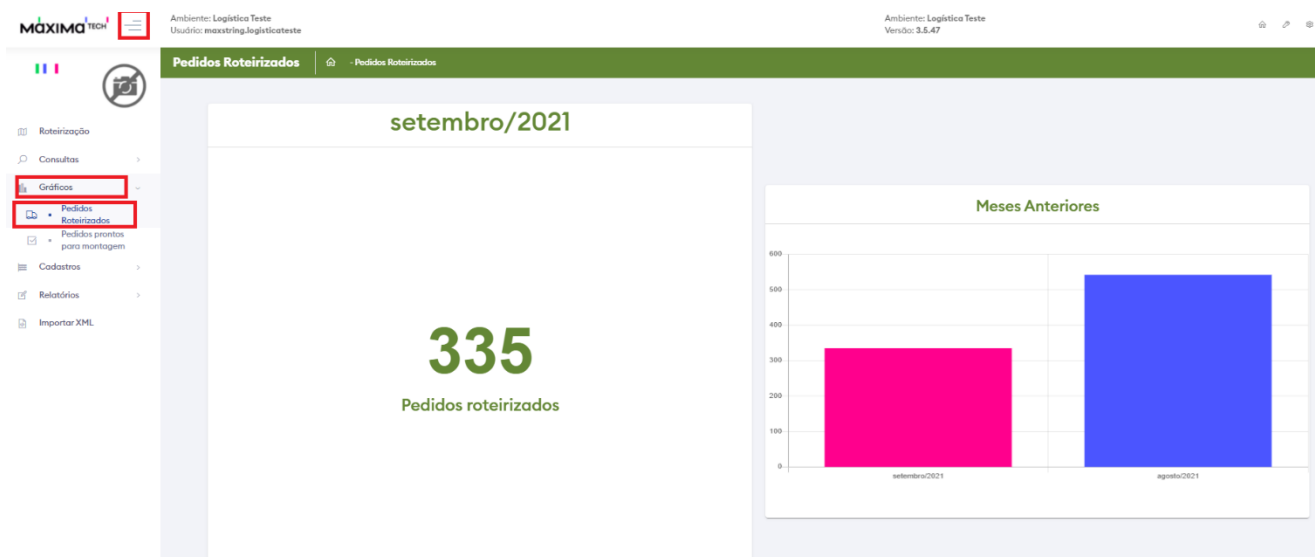 MÁXIMA TECH
Ambiente: Logística Teste
Usuário: maxstring.logisticateste
Ambiente: Logística Teste
Versão: 3.5.47
Pedidos Roteirizados
- Pedidos Roteirizados
Roteirização
Consultas
Gráficos
Pedidos
Roteirizados
Pedidos prontos
para montagem
Cadastros
Relatórios
Importar XML
setembro/2021
335
Pedidos roteirizados
Meses Anteriores
600
500
400
300
200
100
0
setembro/2021
agosto/2021